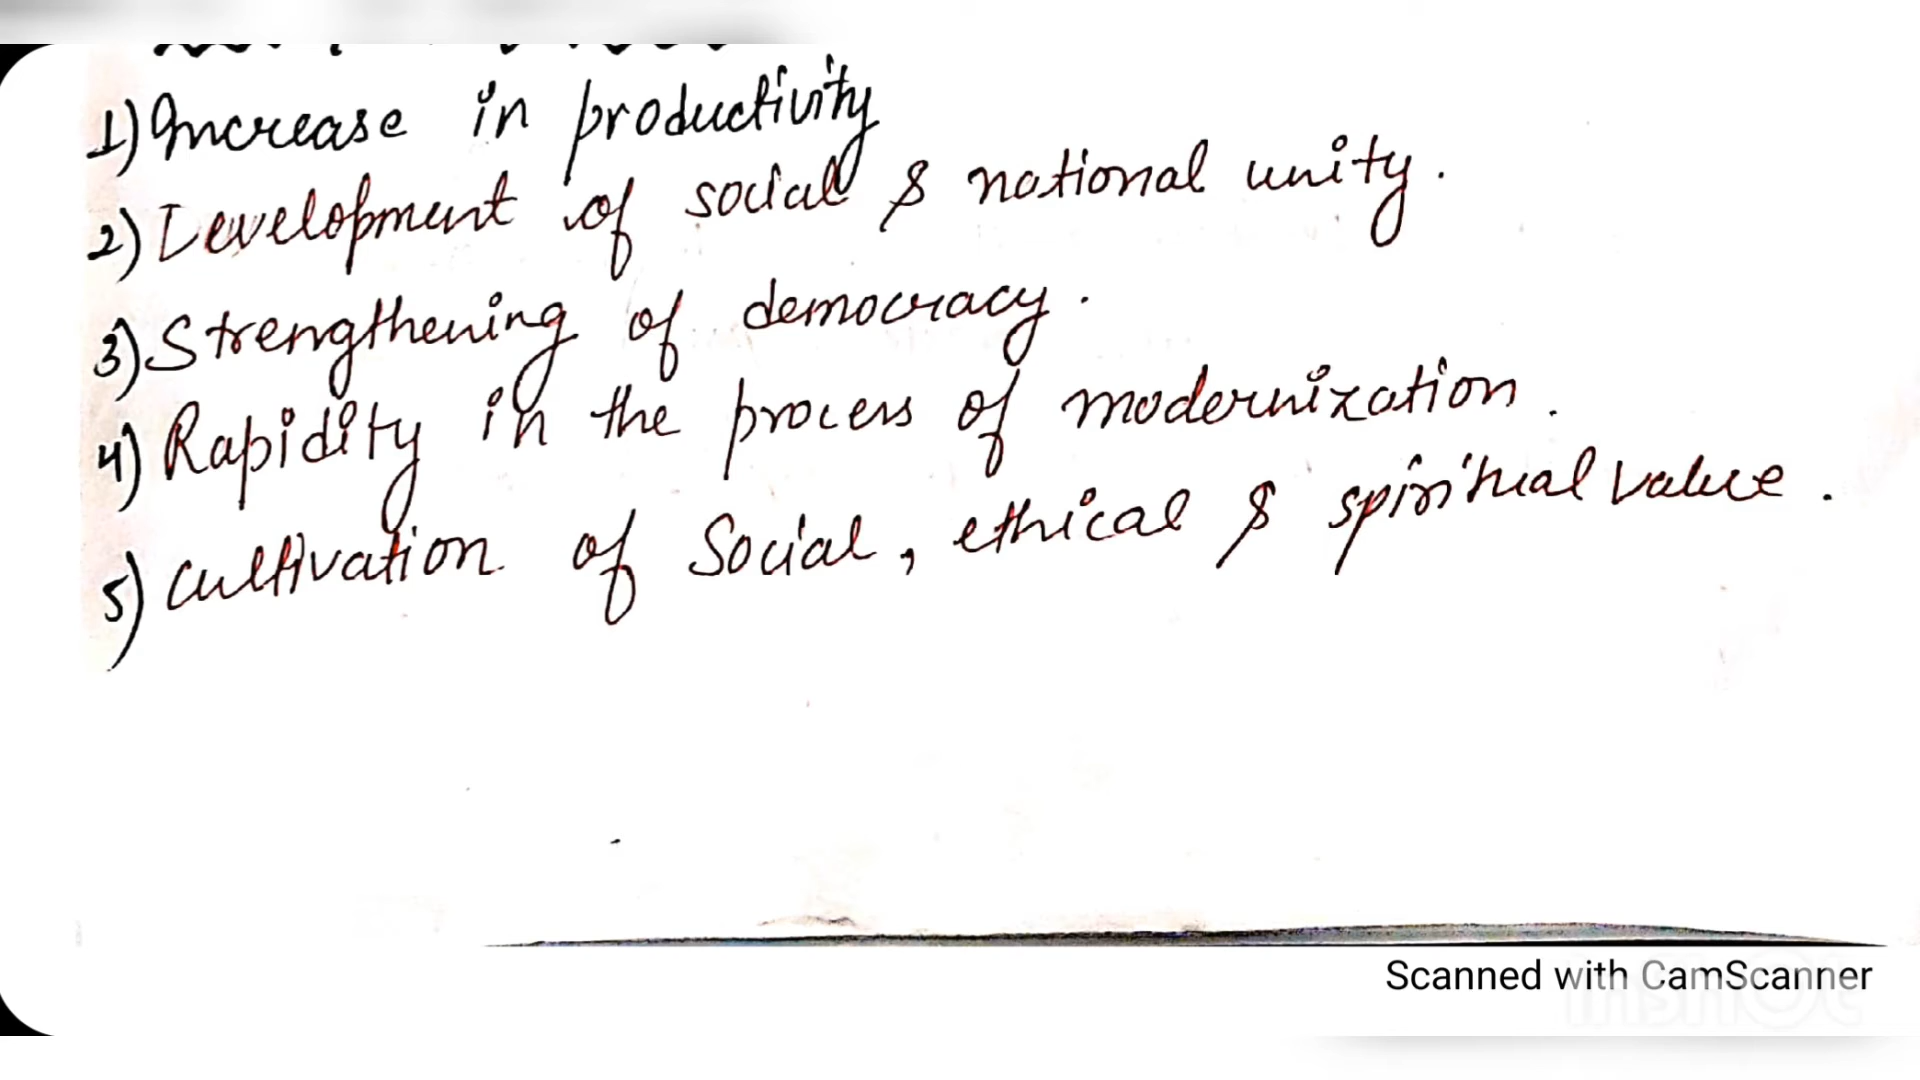 1) Increase in productivity
2) Development of social & national unity.
3) Strengthening of democracy.
4) Rapidity in the process of modernization.
5) Cultivation of Social, ethical & spiritual value.
Scanned with CamScanner
InShOt